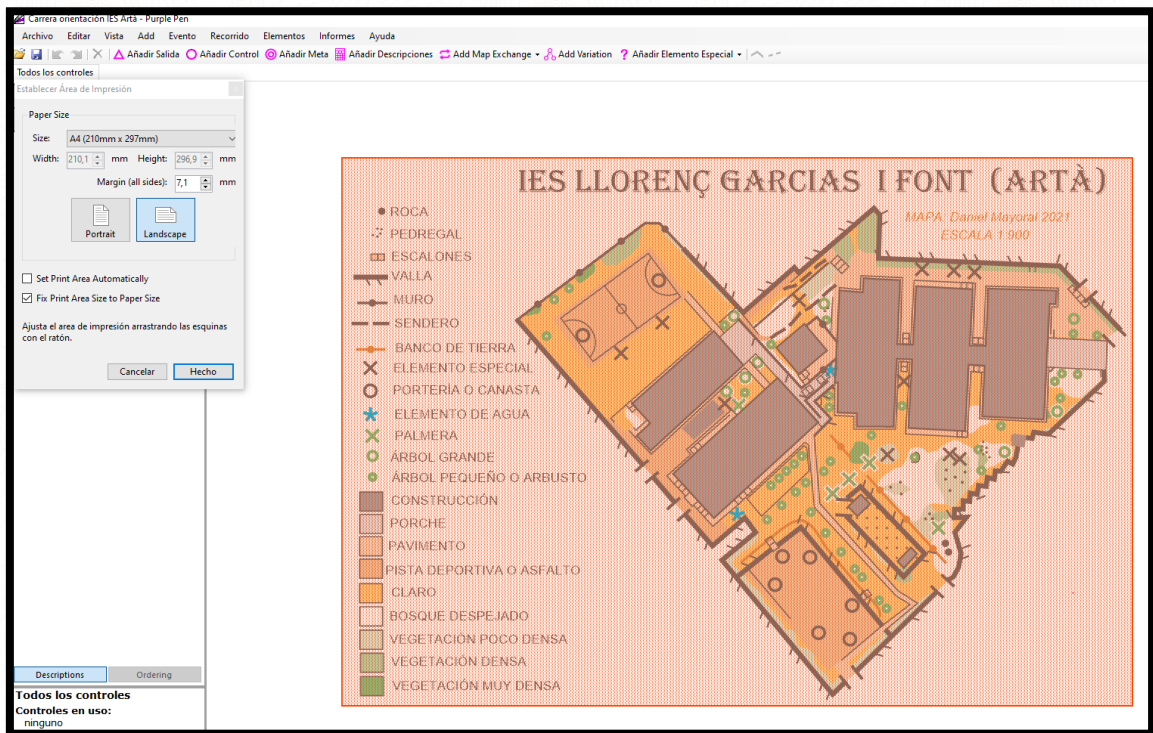 Carrera orientación IES Artà - Purple Pen
Archivo Editar Vista Add Evento Recorrido Elementos Informes Ayuda
Añadir Salida Añadir Control Añadir Meta Añadir Descripciones Add Map Exchange Add Variation Añadir Elemento Especial
Todos los controles
Establecer Área de Impresión
Paper Size
Size: A4 (210mm x 297mm)
Width: 210,1 mm Height: 296,9 mm
Margin (all sides): 7,1 mm
Portrait Landscape
Set Print Area Automatically
Fix Print Area Size to Paper Size
Ajusta el area de impresión arrastrando las esquinas
con el ratón.
Cancelar Hecho
IES LLORENÇ GARCIAS I FONT (ARTÀ)
MAPA: Daniel Mayoral 2021
ESCALA 1:900
ROCA
PEDREGAL
ESCALONES
VALLA
MURO
SENDERO
BANCO DE TIERRA
ELEMENTO ESPECIAL
PORTERÍA O CANASTA
ELEMENTO DE AGUA
PALMERA
ÁRBOL GRANDE
ÁRBOL PEQUEÑO O ARBUSTO
CONSTRUCCIÓN
PORCHE
PAVIMENTO
PISTA DEPORTIVA O ASFALTO
CLARO
BOSQUE DESPEJADO
VEGETACIÓN POCO DENSA
VEGETACIÓN DENSA
VEGETACIÓN MUY DENSA
Descriptions Ordering
Todos los controles
Controles en uso:
ninguno